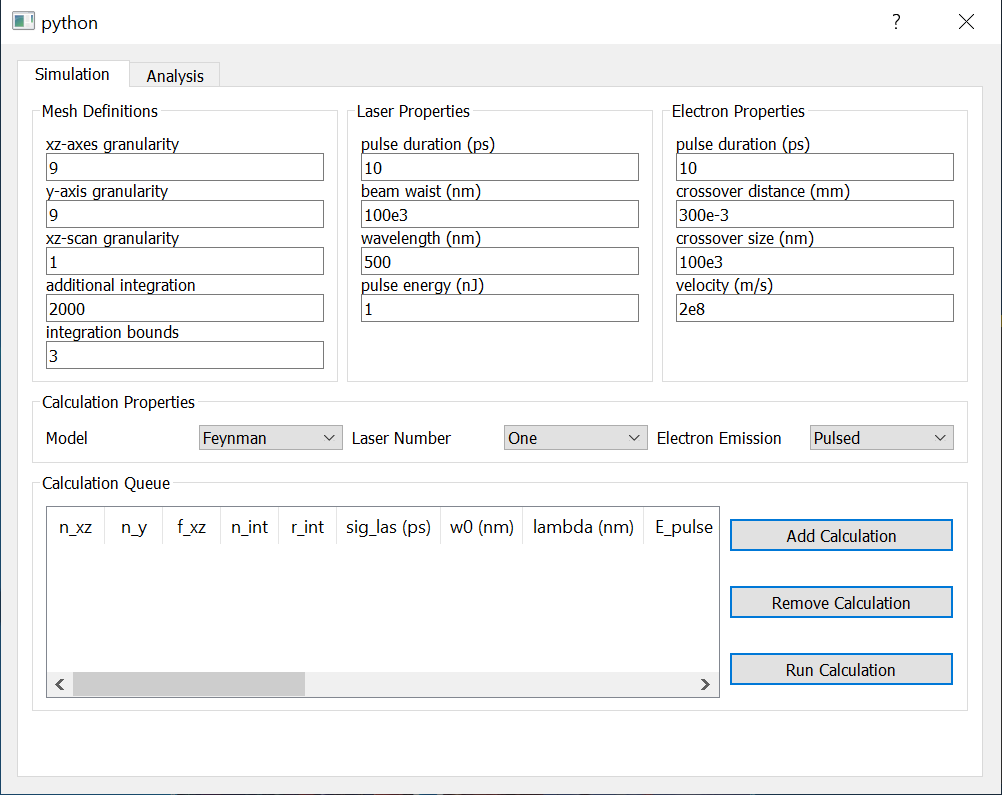 python
?
Simulation Analysis
Mesh Definitions
xz-axes granularity
9
y-axis granularity
9
xz-scan granularity
1
additional integration
2000
integration bounds
3
Laser Properties
pulse duration (ps)
10
beam waist (nm)
100e3
wavelength (nm)
500
pulse energy (nJ)
1
Electron Properties
pulse duration (ps)
10
crossover distance (mm)
300e-3
crossover size (nm)
100e3
velocity (m/s)
2e8
Calculation Properties
Model Feynman Laser Number One Electron Emission Pulsed
Calculation Queue
n_xz n_y f_xz n_int r_int sig_las (ps) w0 (nm) lambda (nm) E_pulse
Add Calculation
Remove Calculation
Run Calculation